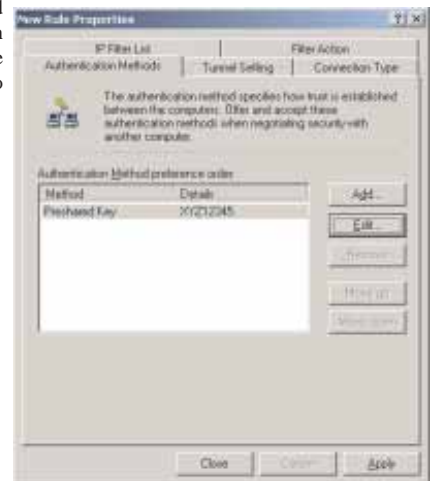 New Rule Properties
IP Filter List
Filter Action
Authentication Methods
Tunnel Setting
Connection Type
The authentication method specifies how trust is established
between the computers. Offer and accept these
authentication methods when negotiating security with
another computer.
Authentication Method preference order
Method
Details
Add...
Preshared Key
XYZ12345
Edit...
Remove
Move up
Move down
Close
Cancel
Apply